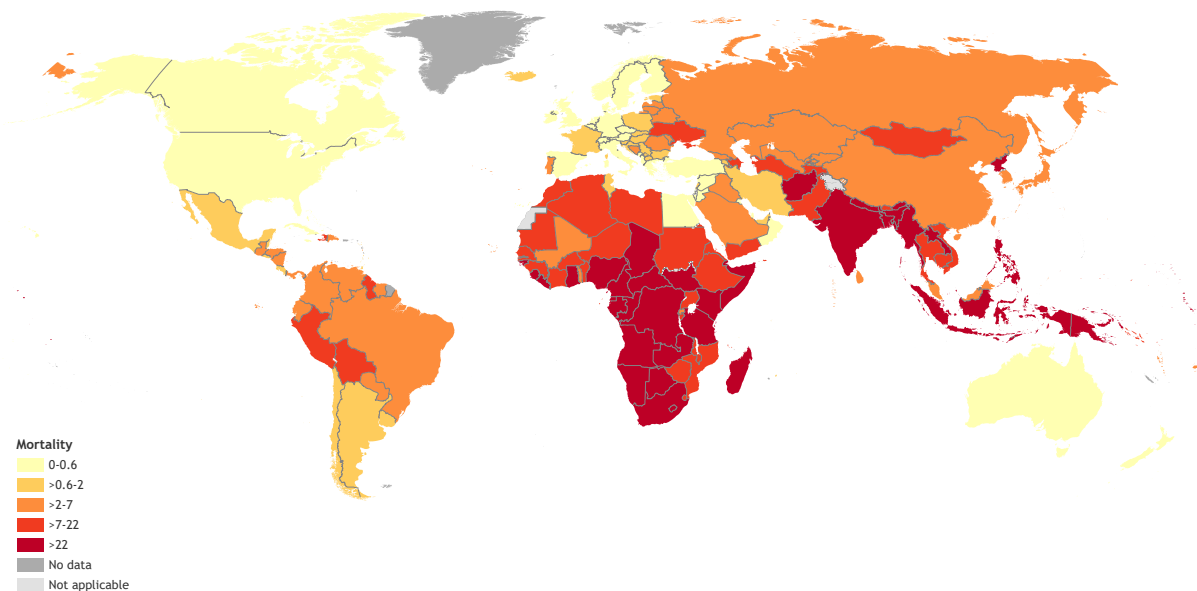 Mortality
0-0.6
>0.6-2
>2-7
>7-22
>22
No data
Not applicable